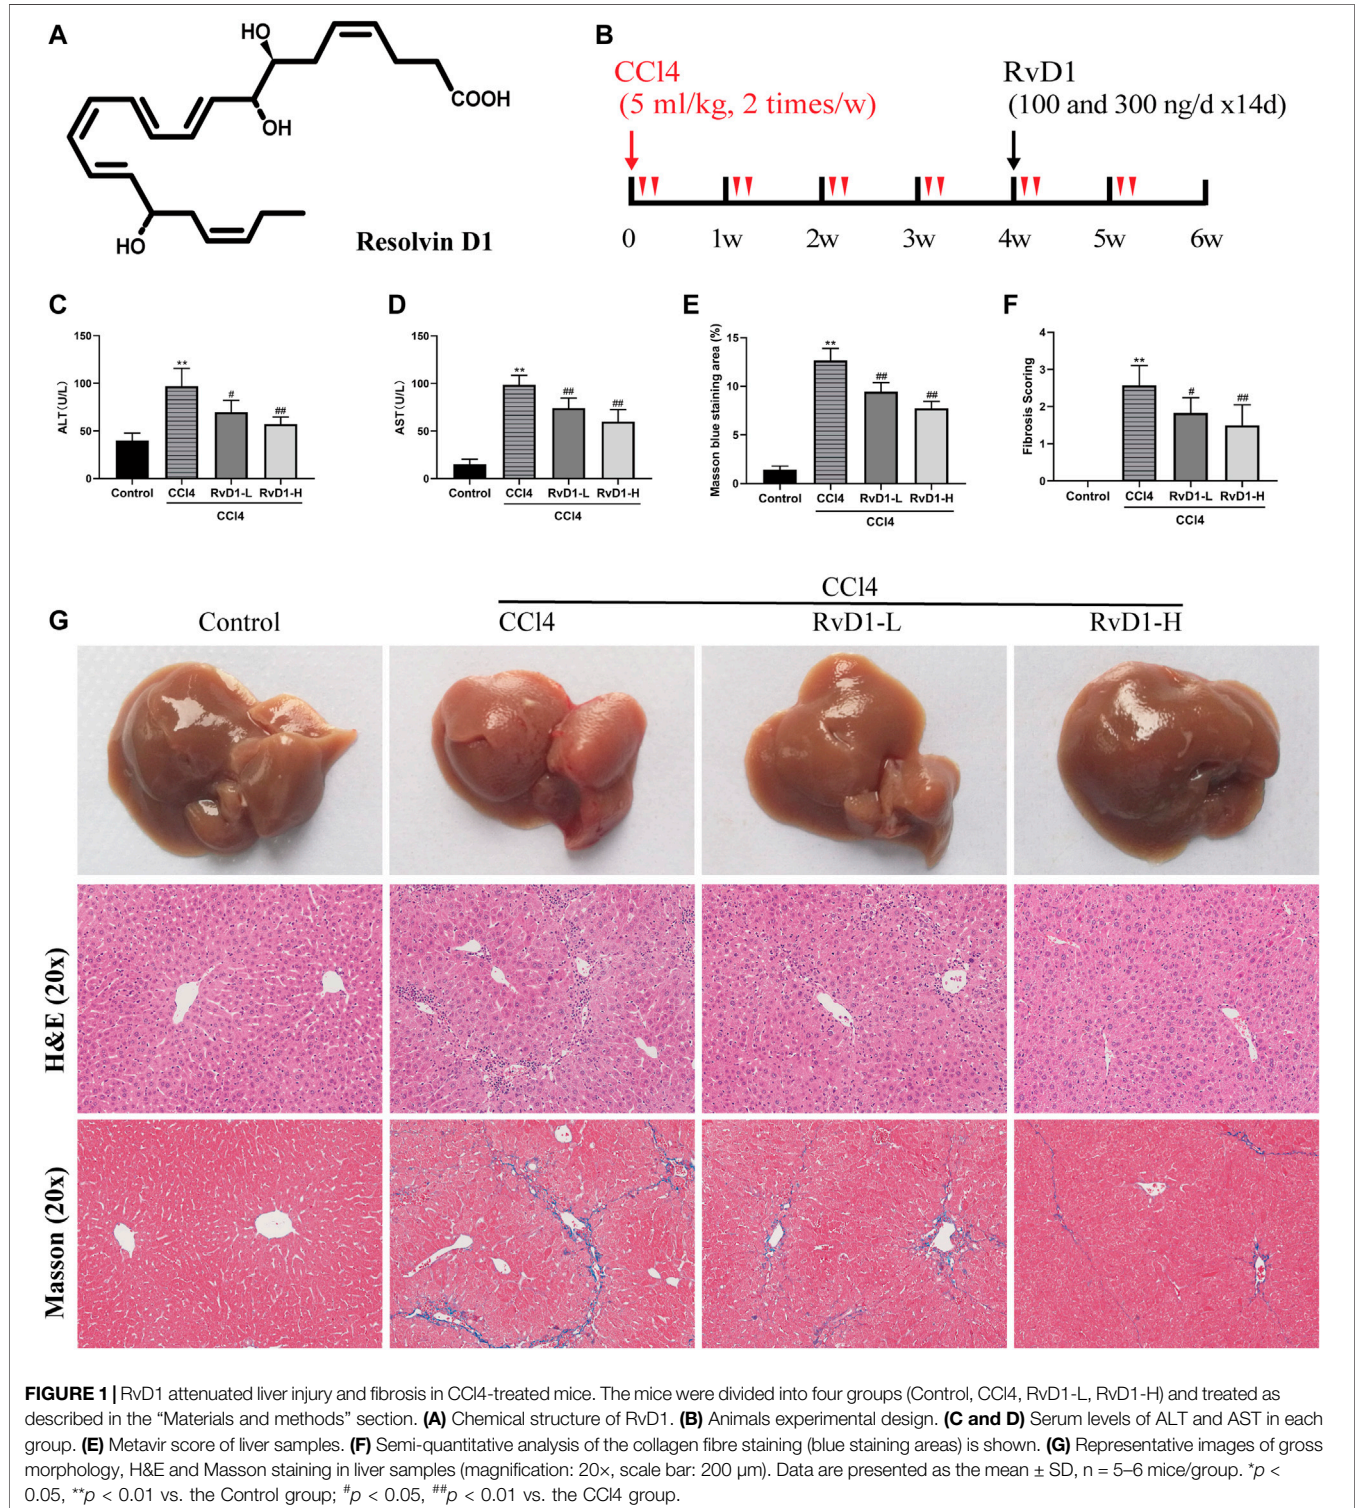 A
HO
COOH
OH
HO
Resolvin D1
B
CCl4
(5 ml/kg, 2 times/w)
RvD1
(100 and 300 ng/d x14d)
0 1w 2w 3w 4w 5w 6w
C
ALT(U/L)
150
100
50
0
**
#
##
Control CCl4 RvD1-L RvD1-H
CCl4
D
AST(U/L)
150
100
50
0
**
##
##
Control CCl4 RvD1-L RvD1-H
CCl4
E
Masson blue staining area (%)
15
10
5
0
**
##
##
Control CCl4 RvD1-L RvD1-H
CCl4
F
Fibrosis Scoring
4
3
2
1
0
**
#
##
Control CCl4 RvD1-L RvD1-H
CCl4
G
CCl4
Control CCl4 RvD1-L RvD1-H
H&E (20x)
Masson (20x)
FIGURE 1 | RvD1 attenuated liver injury and fibrosis in CCl4-treated mice. The mice were divided into four groups (Control, CCl4, RvD1-L, RvD1-H) and treated as
described in the “Materials and methods” section. (A) Chemical structure of RvD1. (B) Animals experimental design. (C and D) Serum levels of ALT and AST in each
group. (E) Metavir score of liver samples. (F) Semi-quantitative analysis of the collagen fibre staining (blue staining areas) is shown. (G) Representative images of gross
morphology, H&E and Masson staining in liver samples (magnification: 20×, scale bar: 200 μm). Data are presented as the mean ± SD, n = 5–6 mice/group. *p <
0.05, **p < 0.01 vs. the Control group; #p < 0.05, ##p < 0.01 vs. the CCl4 group.